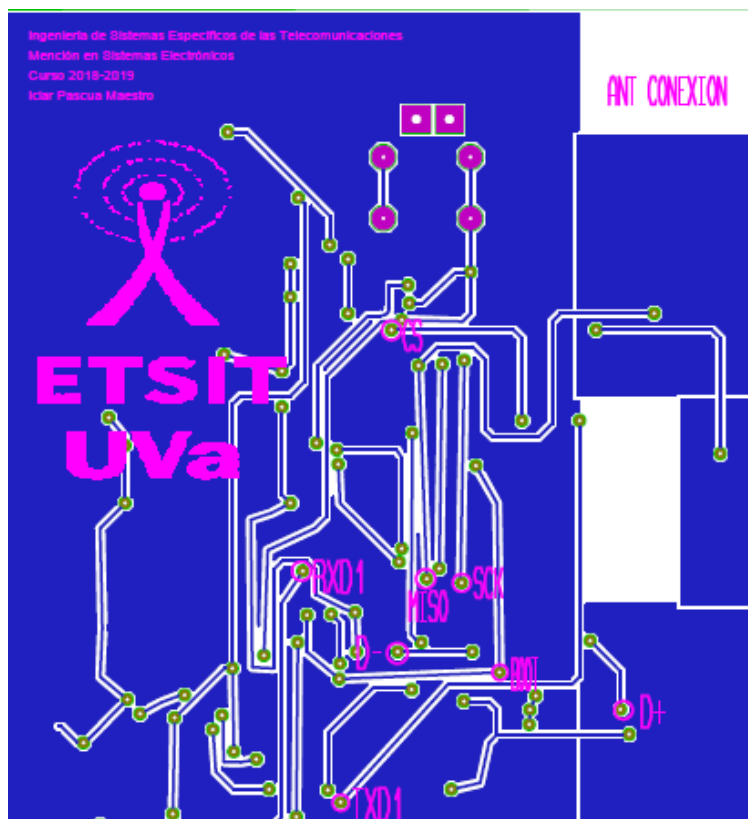 Ingeniería de Sistemas Específicos de las Telecomunicaciones
Mención en Sistemas Electrónicos
Curso 2018-2019
Iciar Pascua Maestro
ANT CONEXION
CS
ETSIT
UVa
RXD1
MISO
SCK
D-
BOOT
D+
TXD1